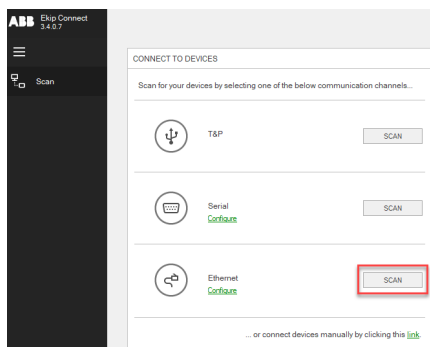 ABB Ekip Connect
3.4.0.7
Scan
CONNECT TO DEVICES
Scan for your devices by selecting one of the below communication channels...
T&P
SCAN
Serial
Configure
SCAN
Ethernet
Configure
SCAN
... or connect devices manually by clicking this link.